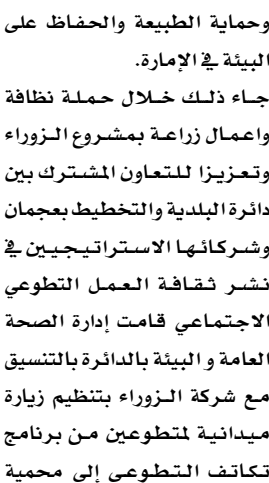 وحماية الطبيعة والحفاظ على
البيئة في الإمارة.
جاء ذلك خلال حملة نظافة
واعمال زراعة بمشروع الزوراء
وتعزيزا للتعاون المشترك بين
دائرة البلدية والتخطيط بعجمان
وشركائها الاستراتيجيين في
نشر ثقافة العمل التطوعي
الاجتماعي قامت إدارة الصحة
العامة و البيئة بالدائرة بالتنسيق
مع شركة الزوراء بتنظيم زيارة
ميدانية لمتطوعين من برنامج
تكاتف التطوعى إلى محمية